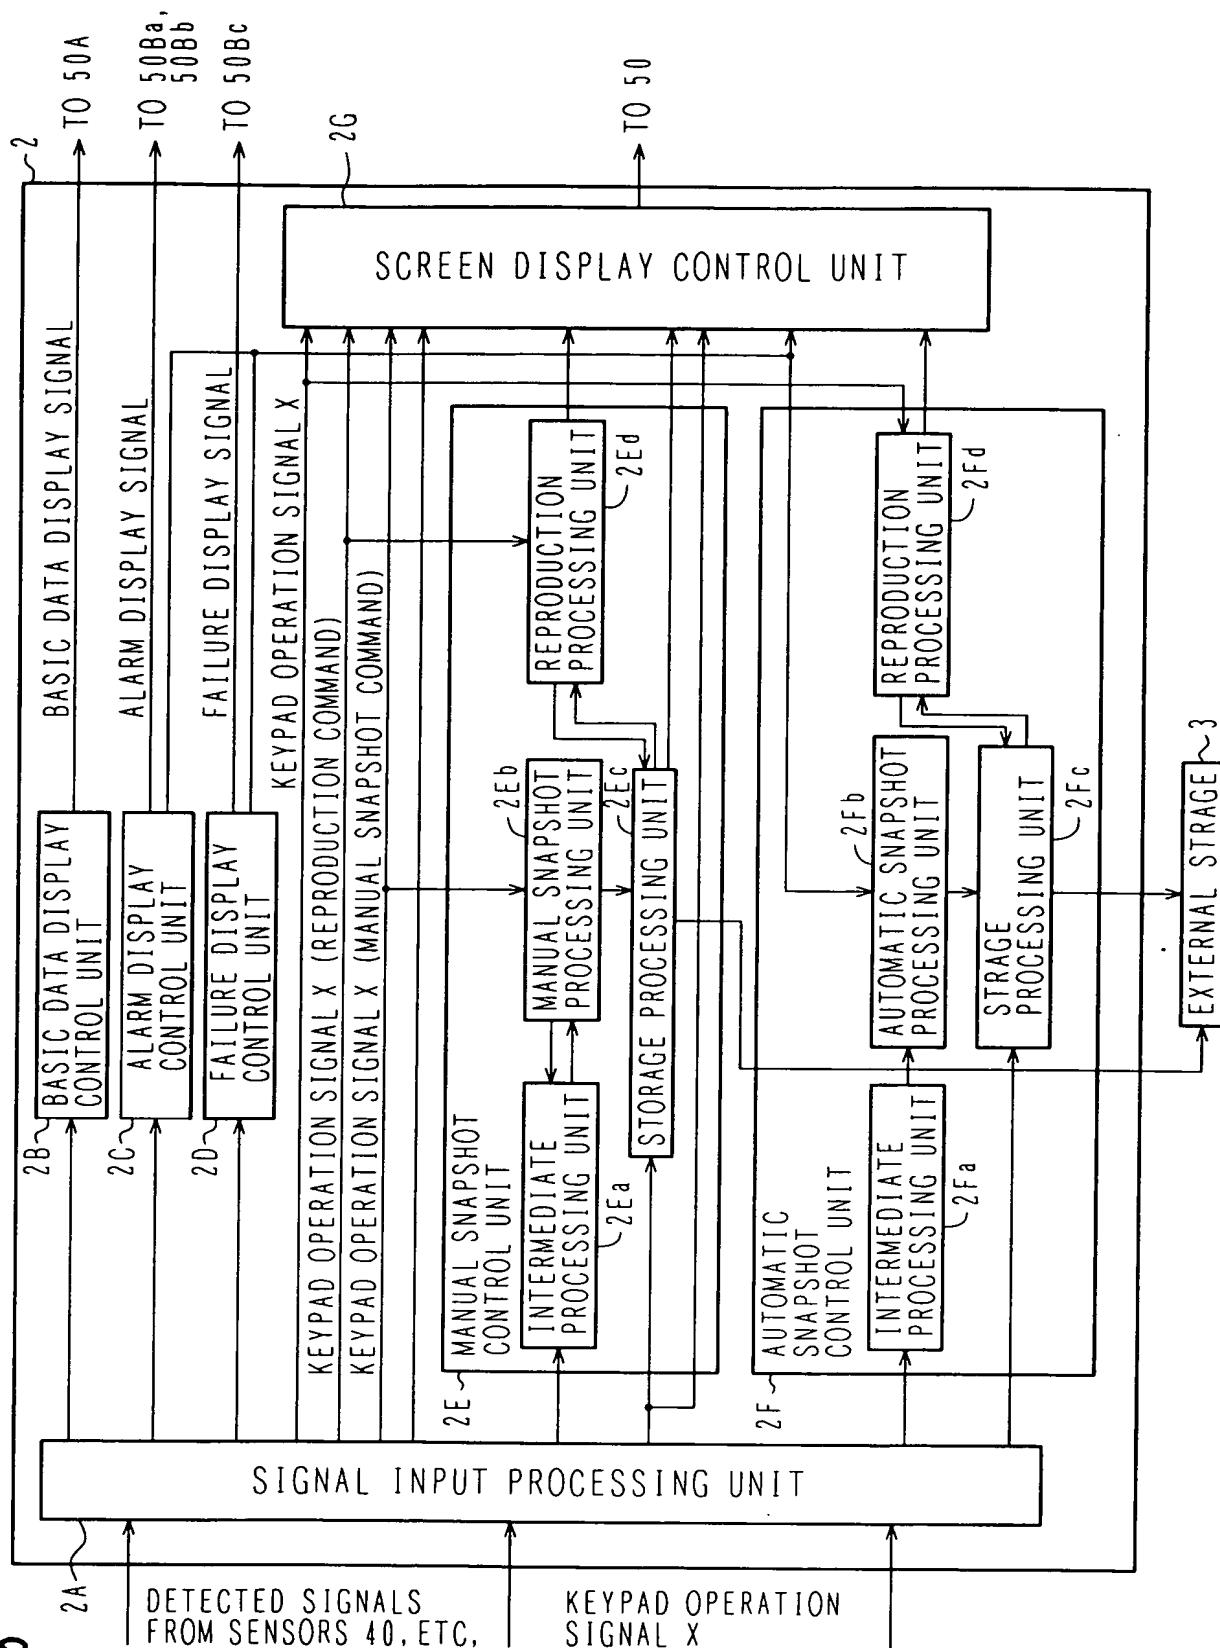 2
TO 50A
TO 50Ba,
50Bb
TO 50Bc
2G
TO 50
BASIC DATA DISPLAY SIGNAL
ALARM DISPLAY SIGNAL
FAILURE DISPLAY SIGNAL
KEYPAD OPERATION SIGNAL X
KEYPAD OPERATION SIGNAL X (REPRODUCTION COMMAND)
KEYPAD OPERATION SIGNAL X (MANUAL SNAPSHOT COMMAND)
SCREEN DISPLAY CONTROL UNIT
2B
BASIC DATA DISPLAY
CONTROL UNIT
2C
ALARM DISPLAY
CONTROL UNIT
2D
FAILURE DISPLAY
CONTROL UNIT
2E
MANUAL SNAPSHOT
CONTROL UNIT
INTERMEDIATE
PROCESSING UNIT
2Ea
MANUAL SNAPSHOT
PROCESSING UNIT
2Eb
STORAGE PROCESSING UNIT
2Ec
REPRODUCTION
PROCESSING UNIT
2Ed
2F
AUTOMATIC
SNAPSHOT
CONTROL UNIT
INTERMEDIATE
PROCESSING UNIT
2Fa
AUTOMATIC SNAPSHOT
PROCESSING UNIT
2Fb
STRAGE
PROCESSING UNIT
2Fc
REPRODUCTION
PROCESSING UNIT
2Fd
EXTERNAL STRAGE
3
SIGNAL INPUT PROCESSING UNIT
2A
DETECTED SIGNALS
FROM SENSORS 40, ETC,
KEYPAD OPERATION
SIGNAL X